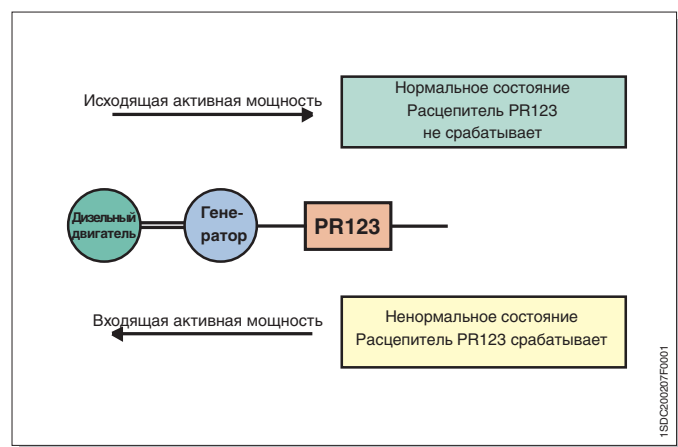 Исходящая активная мощность
Нормальное состояние
Расцепитель PR123
не срабатывает
Дизельный
двигатель
Гене-
ратор
PR123
Входящая активная мощность
Ненормальное состояние
Расцепитель PR123 срабатывает
1SDC200207F0001